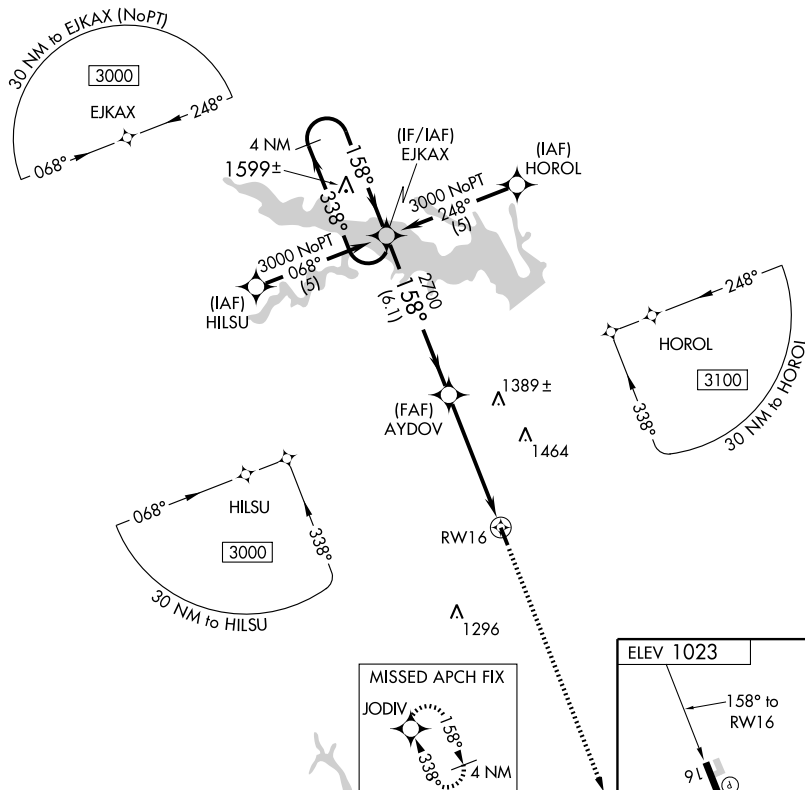 30 NM to EJKAX (NoPT)
3000
EJKAX
068°
248°
4 NM
1599±
158°
338°
(IF/IAF)
EJKAX
(IAF)
HOROL
3000 NoPT
248°
(5)
3000 NoPT
068°
(5)
(IAF)
HILSU
2700
158°
(6.1)
248°
HOROL
3100
338°
30 NM to HOROL
(FAF)
AYDOV
1389±
1464
068°
HILSU
3000
338°
30 NM to HILSU
RW16
1296
MISSED APCH FIX
JODIV
158°
338°
4 NM
ELEV 1023
158° to
RW16
16
P